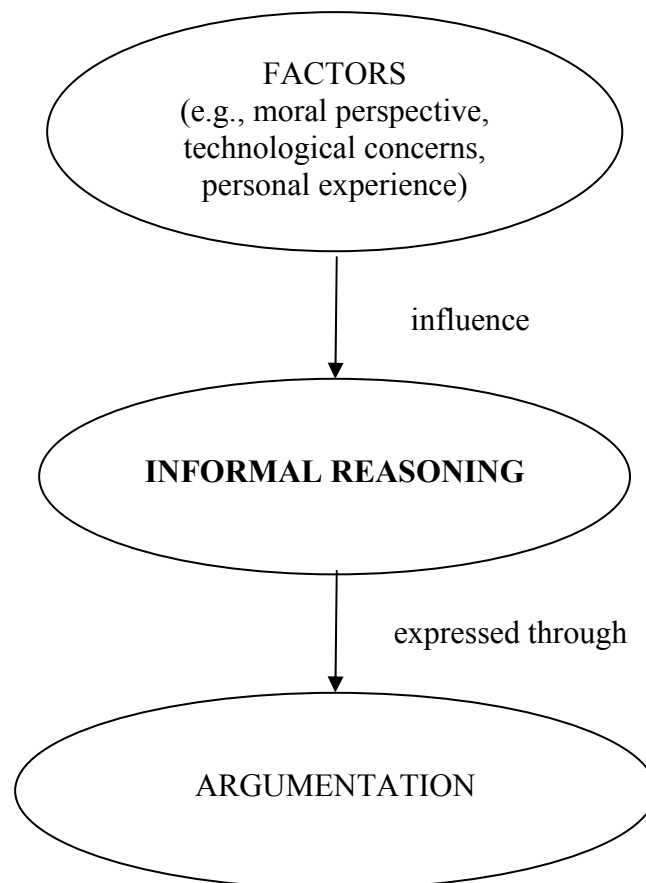 FACTORS
(e.g., moral perspective,
technological concerns,
personal experience)
influence
INFORMAL REASONING
expressed through
ARGUMENTATION